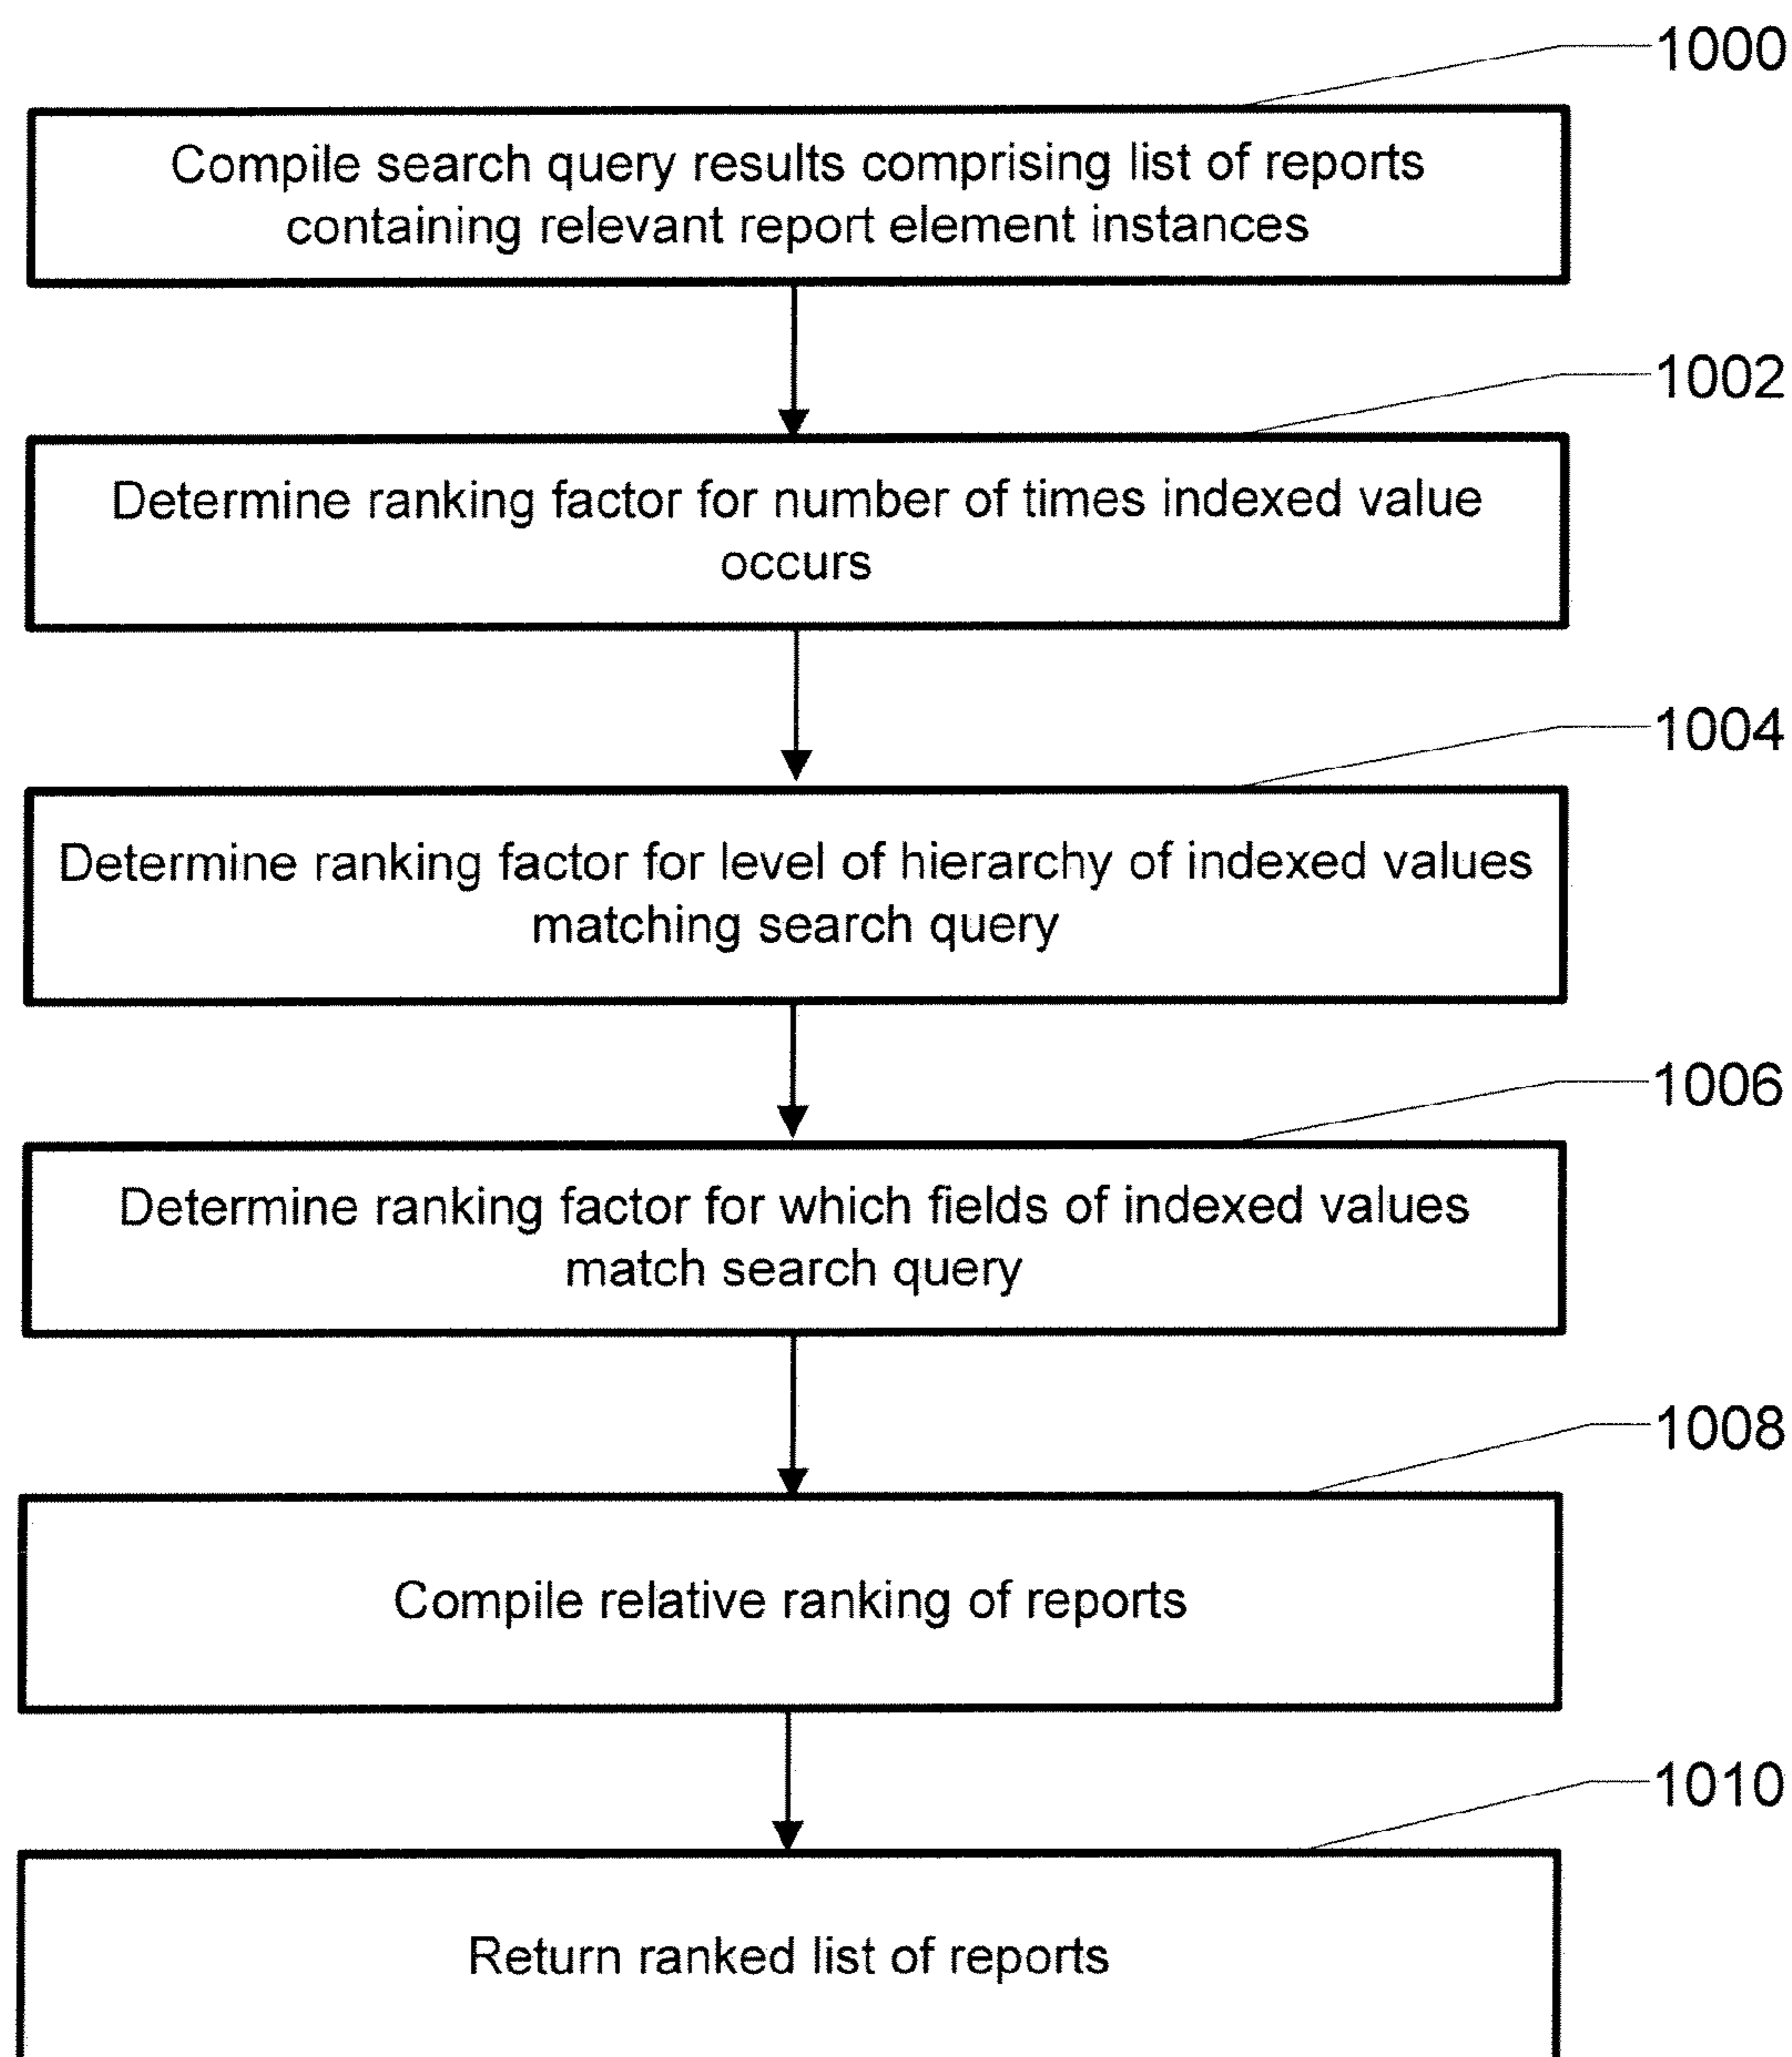 1000
Compile search query results comprising list of reports
containing relevant report element instances
1002
Determine ranking factor for number of times indexed value
occurs
1004
Determine ranking factor for level of hierarchy of indexed values
matching search query
1006
Determine ranking factor for which fields of indexed values
match search query
1008
Compile relative ranking of reports
1010
Return ranked list of reports